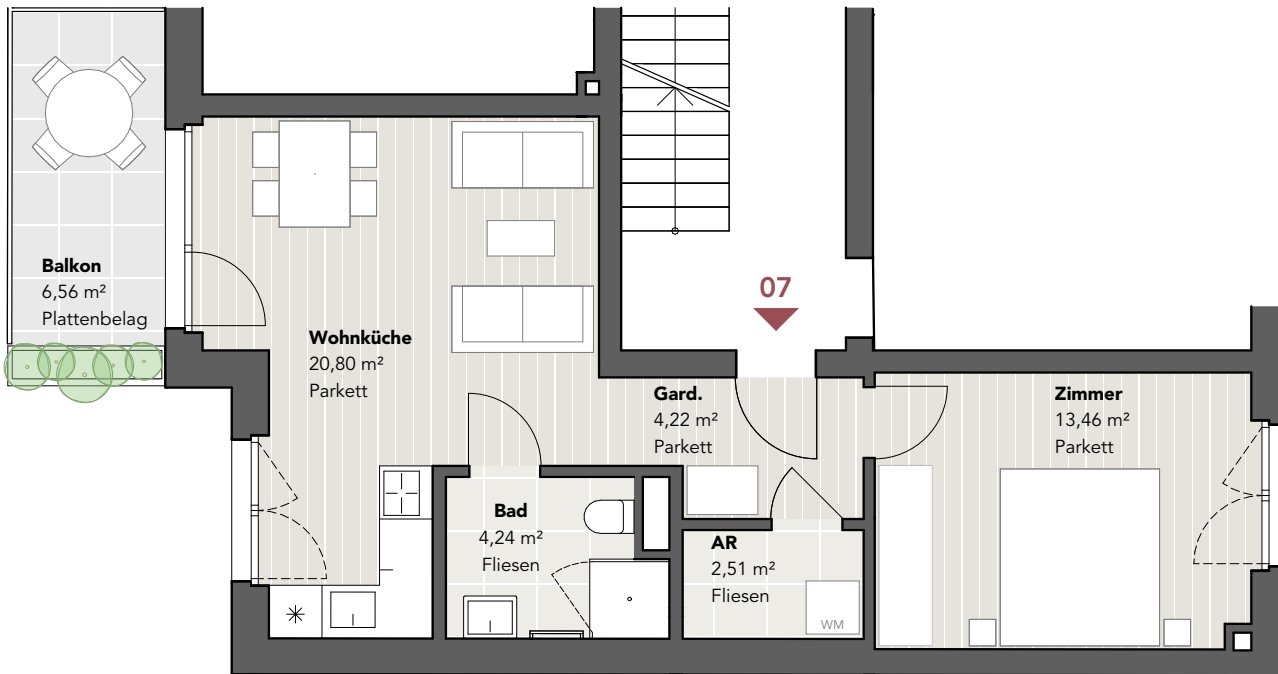 07
Balkon
6,56 m²
Plattenbelag
Wohnküche
20,80 m²
Parkett
Gard.
4,22 m²
Parkett
Zimmer
13,46 m²
Parkett
Bad
4,24 m²
Fliesen
AR
2,51 m²
Fliesen
WM